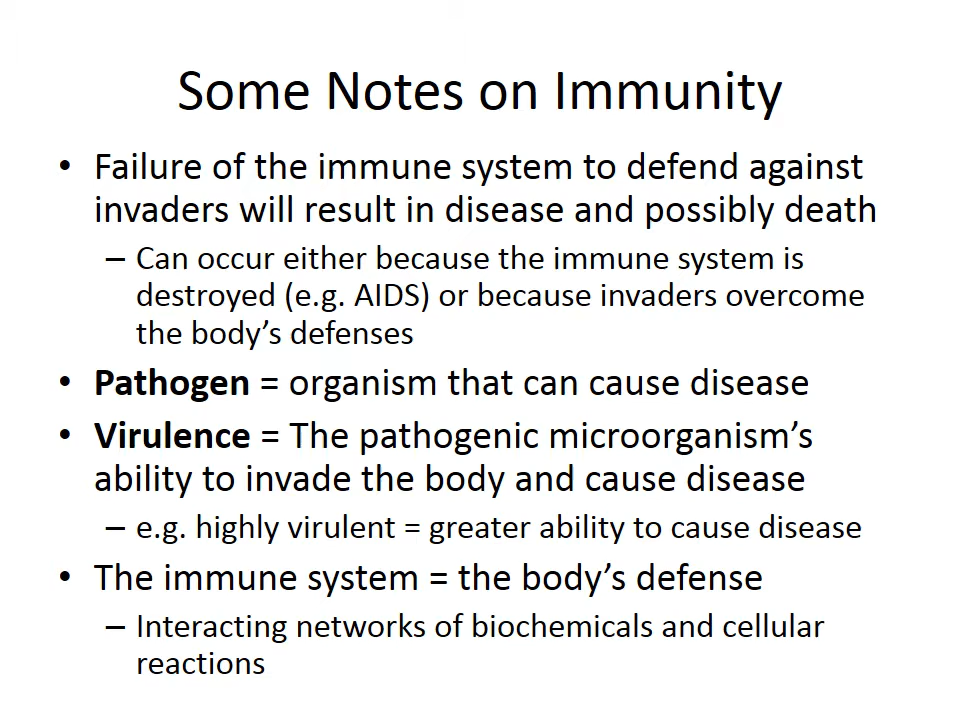 Some Notes on Immunity
• Failure of the immune system to defend against
invaders will result in disease and possibly death
– Can occur either because the immune system is
destroyed (e.g. AIDS) or because invaders overcome
the body’s defenses
• Pathogen = organism that can cause disease
• Virulence = The pathogenic microorganism’s
ability to invade the body and cause disease
– e.g. highly virulent = greater ability to cause disease
• The immune system = the body’s defense
– Interacting networks of biochemicals and cellular
reactions